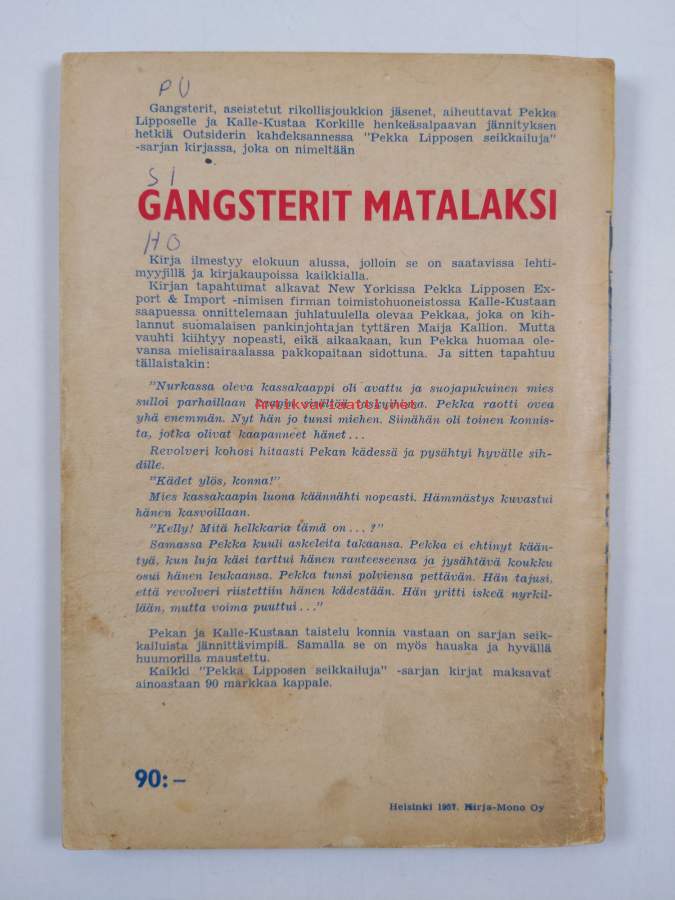 PU
Gangsterit, aseistetut rikollisjoukkion jäsenet, aiheuttavat Pekka
Lipposelle ja Kalle-Kustaa Korkille henkeäsalpaavan jännityksen
hetkiä Outsiderin kahdeksannessa "Pekka Lipposen seikkailuja"
-sarjan kirjassa, joka on nimeltään
SI
GANGSTERIT MATALAKSI
HO
Kirja ilmestyy elokuun alussa, jolloin se on saatavissa lehti-
myyjillä ja kirjakaupoissa kaikkialla.
Kirjan tapahtumat alkavat New Yorkissa Pekka Lipposen Ex-
port & Import -nimisen firman toimistohuoneistossa Kalle-Kustaan
saapuessa onnittelemaan juhlatuulella olevaa Pekkaa, joka on kih-
lannut suomalaisen pankinjohtajan tyttären Maija Kallion. Mutta
vauhti kiihtyy nopeasti, eikä aikaakaan, kun Pekka huomaa ole-
vansa mielisairaalassa pakkopaitaan sidottuna. Ja sitten tapahtuu
tällaistakin:
"Nurkassa oleva kassakaappi oli avattu ja suojapukuinen mies
sulloi parhaillaan kaapin sisältöä taskuihinsa. Pekka raotti ovea
Antikvariaatti.net
yhä enemmän. Nyt hän jo tunsi miehen. Siinähän oli toinen konnis-
ta, jotka olivat kaapanneet hänet...
Revolveri kohosi hitaasti Pekan kädessä ja pysähtyi hyvälle sih-
dille.
"Kädet ylös, konna!"
Mies kassakaapin luona käännähti nopeasti. Hämmästys kuvastui
hänen kasvoillaan.
"Kelly! Mitä helkkaria tämä on...?"
Samassa Pekka kuuli askeleita takaansa. Pekka ei ehtinyt kään-
tyä, kun luja käsi tarttui hänen ranteeseensa ja jysähtävä koukku
osui hänen leukaansa. Pekka tunsi polviensa pettävän. Hän tajusi,
että revolveri riistettiin hänen kädestään. Hän yritti iskeä nyrkil-
lään, mutta voima puuttui..."
Pekan ja Kalle-Kustaan taistelu konnia vastaan on sarjan seik-
kailuista jännittävimpiä. Samalla se on myös hauska ja hyvällä
huumorilla maustettu.
Kaikki "Pekka Lipposen seikkailuja" -sarjan kirjat maksavat
ainoastaan 90 markkaa kappale.
90:–
Helsinki 1957. Kirja-Mono Oy